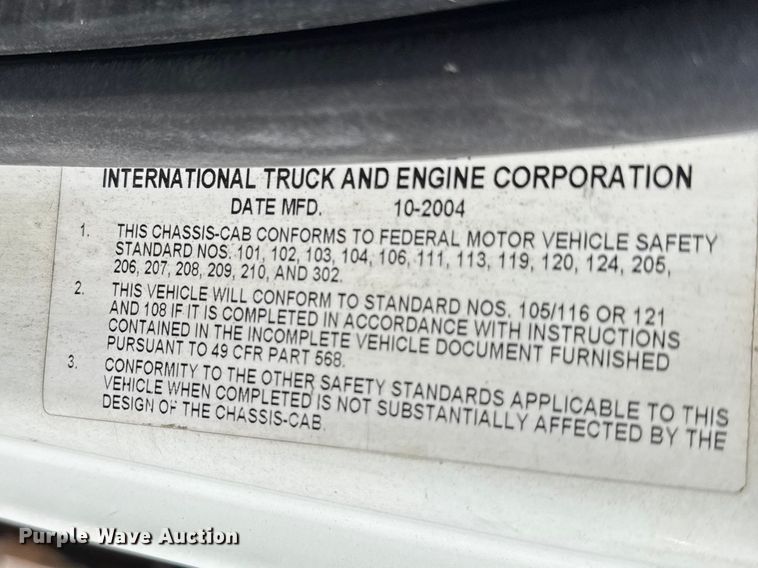 INTERNATIONAL TRUCK AND ENGINE CORPORATION
DATE MFD. 10-2004
1. THIS CHASSIS-CAB CONFORMS TO FEDERAL MOTOR VEHICLE SAFETY
STANDARD NOS. 101, 102, 103, 104, 106, 111, 113, 119, 120, 124, 205,
206, 207, 208, 209, 210, AND 302.
2. THIS VEHICLE WILL CONFORM TO STANDARD NOS. 105/116 OR 121
AND 108 IF IT IS COMPLETED IN ACCORDANCE WITH INSTRUCTIONS
CONTAINED IN THE INCOMPLETE VEHICLE DOCUMENT FURNISHED
PURSUANT TO 49 CFR PART 568.
3. CONFORMITY TO THE OTHER SAFETY STANDARDS APPLICABLE TO THIS
VEHICLE WHEN COMPLETED IS NOT SUBSTANTIALLY AFFECTED BY THE
DESIGN OF THE CHASSIS-CAB.
Purple Wave Auction